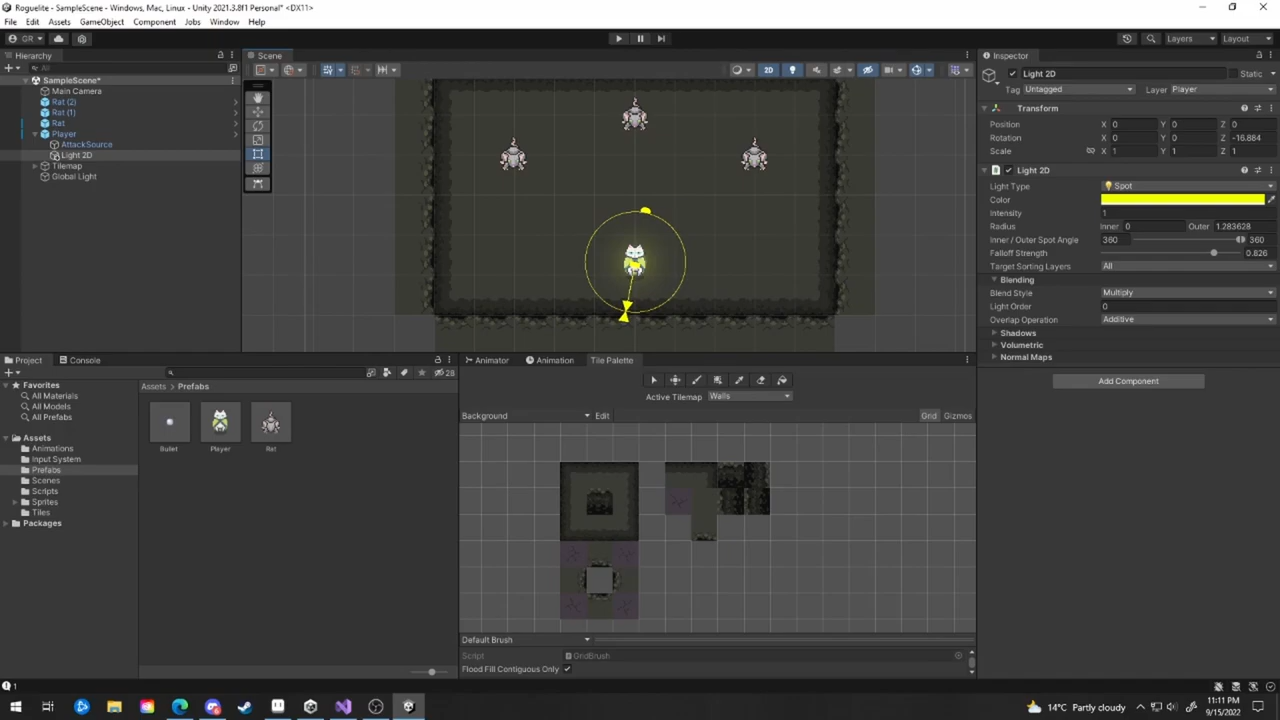 Roguelite - SampleScene - Windows, Mac, Linux - Unity 2021.3.8f1 Personal* <DX11>
File Edit Assets GameObject Component Jobs Window Help
GR Layers Layout
Hierarchy
All
SampleScene*
Main Camera
Rat (2)
Rat (1)
Rat
Player
AttackSource
Light 2D
Tilemap
Global Light
Scene
2D
Inspector
Light 2D Static
Tag Untagged Layer Player
Transform
Position X 0 Y 0 Z 0
Rotation X 0 Y 0 Z -16.884
Scale X 1 Y 1 Z 1
Light 2D
Light Type Spot
Color
Intensity 1
Radius Inner 0 Outer 1.283628
Inner / Outer Spot Angle 360 360
Falloff Strength 0.826
Target Sorting Layers All
Blending
Blend Style Multiply
Light Order 0
Overlap Operation Additive
Shadows
Volumetric
Normal Maps
Add Component
Project Console
28
Favorites
All Materials
All Models
All Prefabs
Assets
Animations
Input System
Prefabs
Scenes
Scripts
Sprites
Tiles
Packages
Assets > Prefabs
Bullet Player Rat
Animator Animation Tile Palette
Active Tilemap Walls
Background Edit Grid Gizmos
Default Brush
Script GridBrush
Flood Fill Contiguous Only
1
14°C Partly cloudy
11:11 PM
9/15/2022